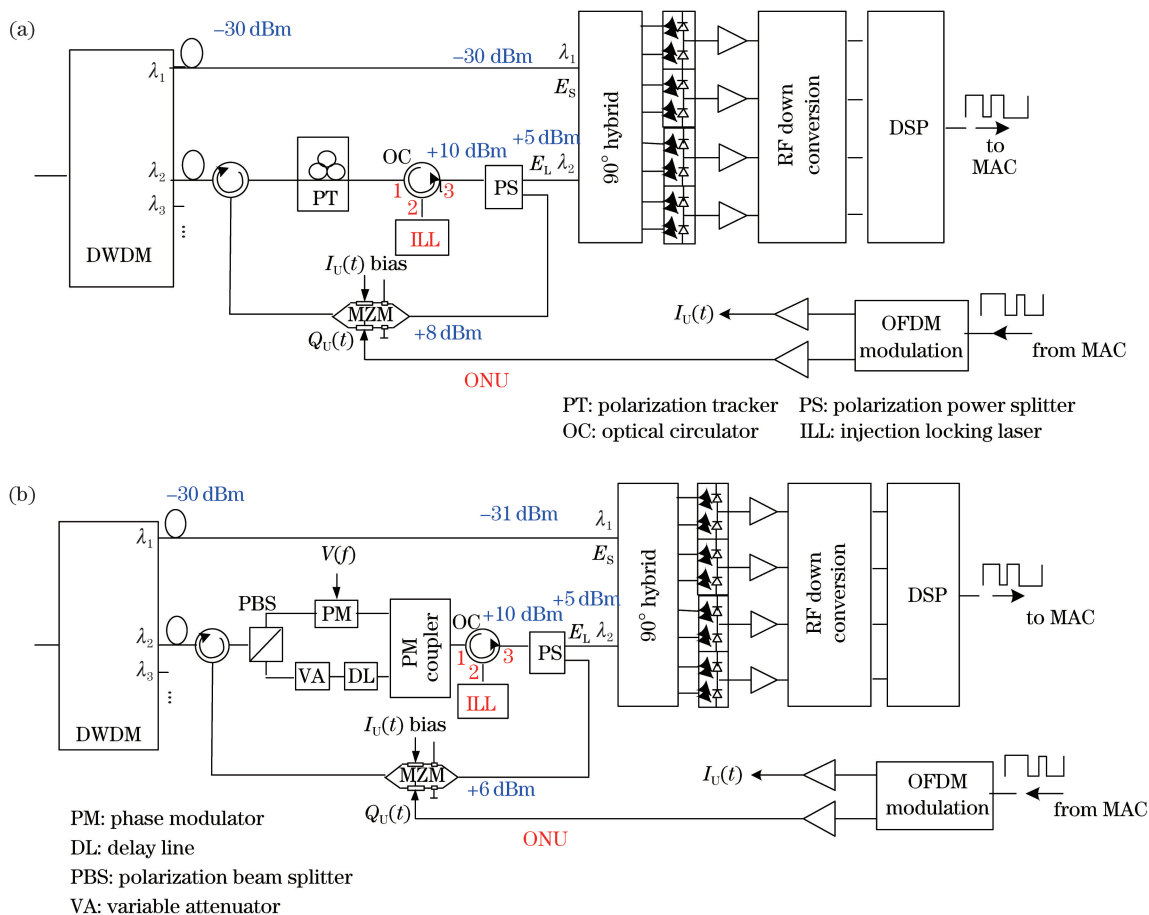 (a)
−30 dBm
λ1
−30 dBm
λ1
ES
λ2
λ3
DWDM
PT
OC
+10 dBm
1
2
3
ILL
PS
+5 dBm
EL λ2
90° hybrid
RF down
conversion
DSP
to
MAC
IU(t) bias
MZM
QU(t)
+8 dBm
IU(t)
OFDM
modulation
from MAC
ONU
PT: polarization tracker
PS: polarization power splitter
OC: optical circulator
ILL: injection locking laser
(b)
−30 dBm
λ1
−31 dBm
λ1
ES
V(f)
PBS
PM
λ2
λ3
DWDM
VA
DL
PM
coupler
OC
+10 dBm
1
2
3
ILL
PS
+5 dBm
EL λ2
90° hybrid
RF down
conversion
DSP
to MAC
IU(t) bias
MZM
QU(t)
+6 dBm
IU(t)
OFDM
modulation
from MAC
ONU
PM: phase modulator
DL: delay line
PBS: polarization beam splitter
VA: variable attenuator